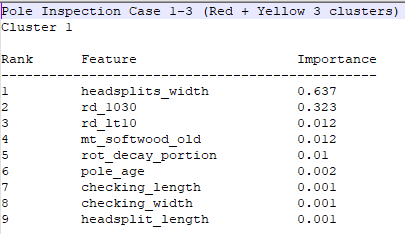 Pole Inspection Case 1-3 (Red + Yellow 3 clusters)
Cluster 1
Rank Feature Importance
------------------------------------------------
1 headsplits_width 0.637
2 rd_1030 0.323
3 rd_lt10 0.012
4 mt_softwood_old 0.012
5 rot_decay_portion 0.01
6 pole_age 0.002
7 checking_length 0.001
8 checking_width 0.001
9 headsplit_length 0.001